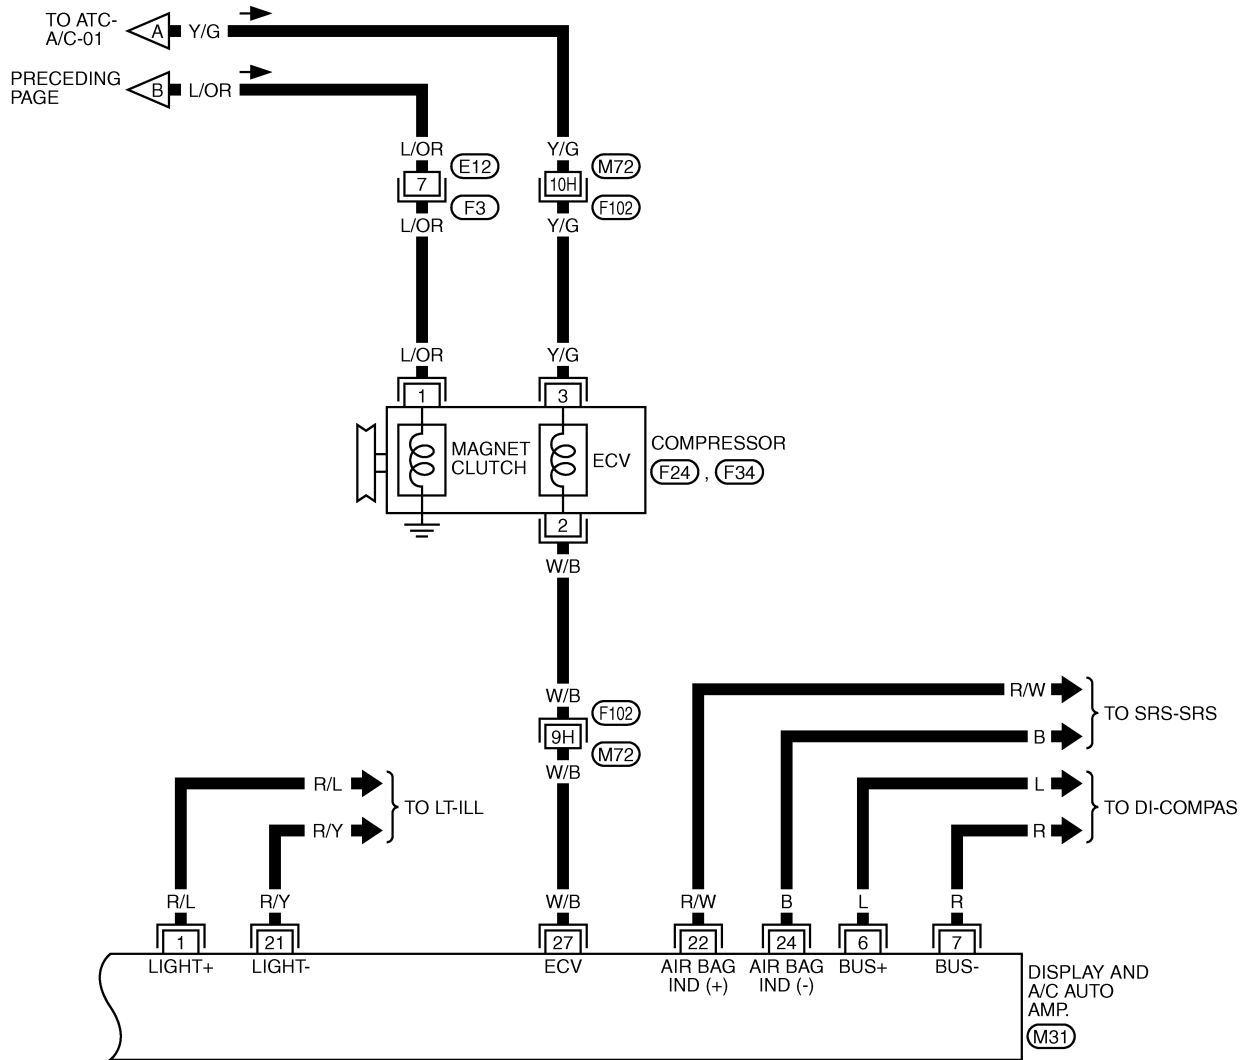 TO ATC-
A/C-01
A
Y/G
PRECEDING
PAGE
B
L/OR
L/OR
Y/G
E12
M72
7
10H
F3
F102
L/OR
Y/G
L/OR
Y/G
1
3
MAGNET
CLUTCH
ECV
COMPRESSOR
F24 , F34
2
W/B
W/B
F102
9H
M72
W/B
R/W
TO SRS-SRS
B
R/L
TO LT-ILL
R/Y
L
TO DI-COMPAS
R
R/L
R/Y
W/B
R/W
B
L
R
1
21
27
22
24
6
7
LIGHT+
LIGHT-
ECV
AIR BAG
IND (+)
AIR BAG
IND (-)
BUS+
BUS-
DISPLAY AND
A/C AUTO
AMP.
M31